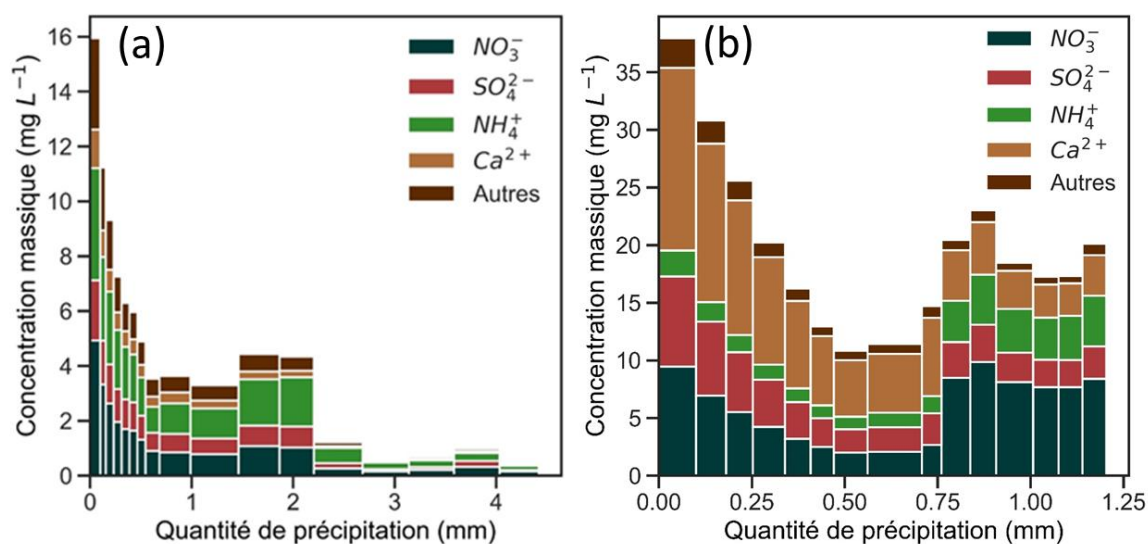 (a)
NO₃⁻
SO₄²⁻
NH₄⁺
Ca²⁺
Autres
Concentration massique (mg L⁻¹)
16
14
12
10
8
6
4
2
0
0 1 2 3 4
Quantité de précipitation (mm)
(b)
NO₃⁻
SO₄²⁻
NH₄⁺
Ca²⁺
Autres
Concentration massique (mg L⁻¹)
35
30
25
20
15
10
5
0
0.00 0.25 0.50 0.75 1.00 1.25
Quantité de précipitation (mm)